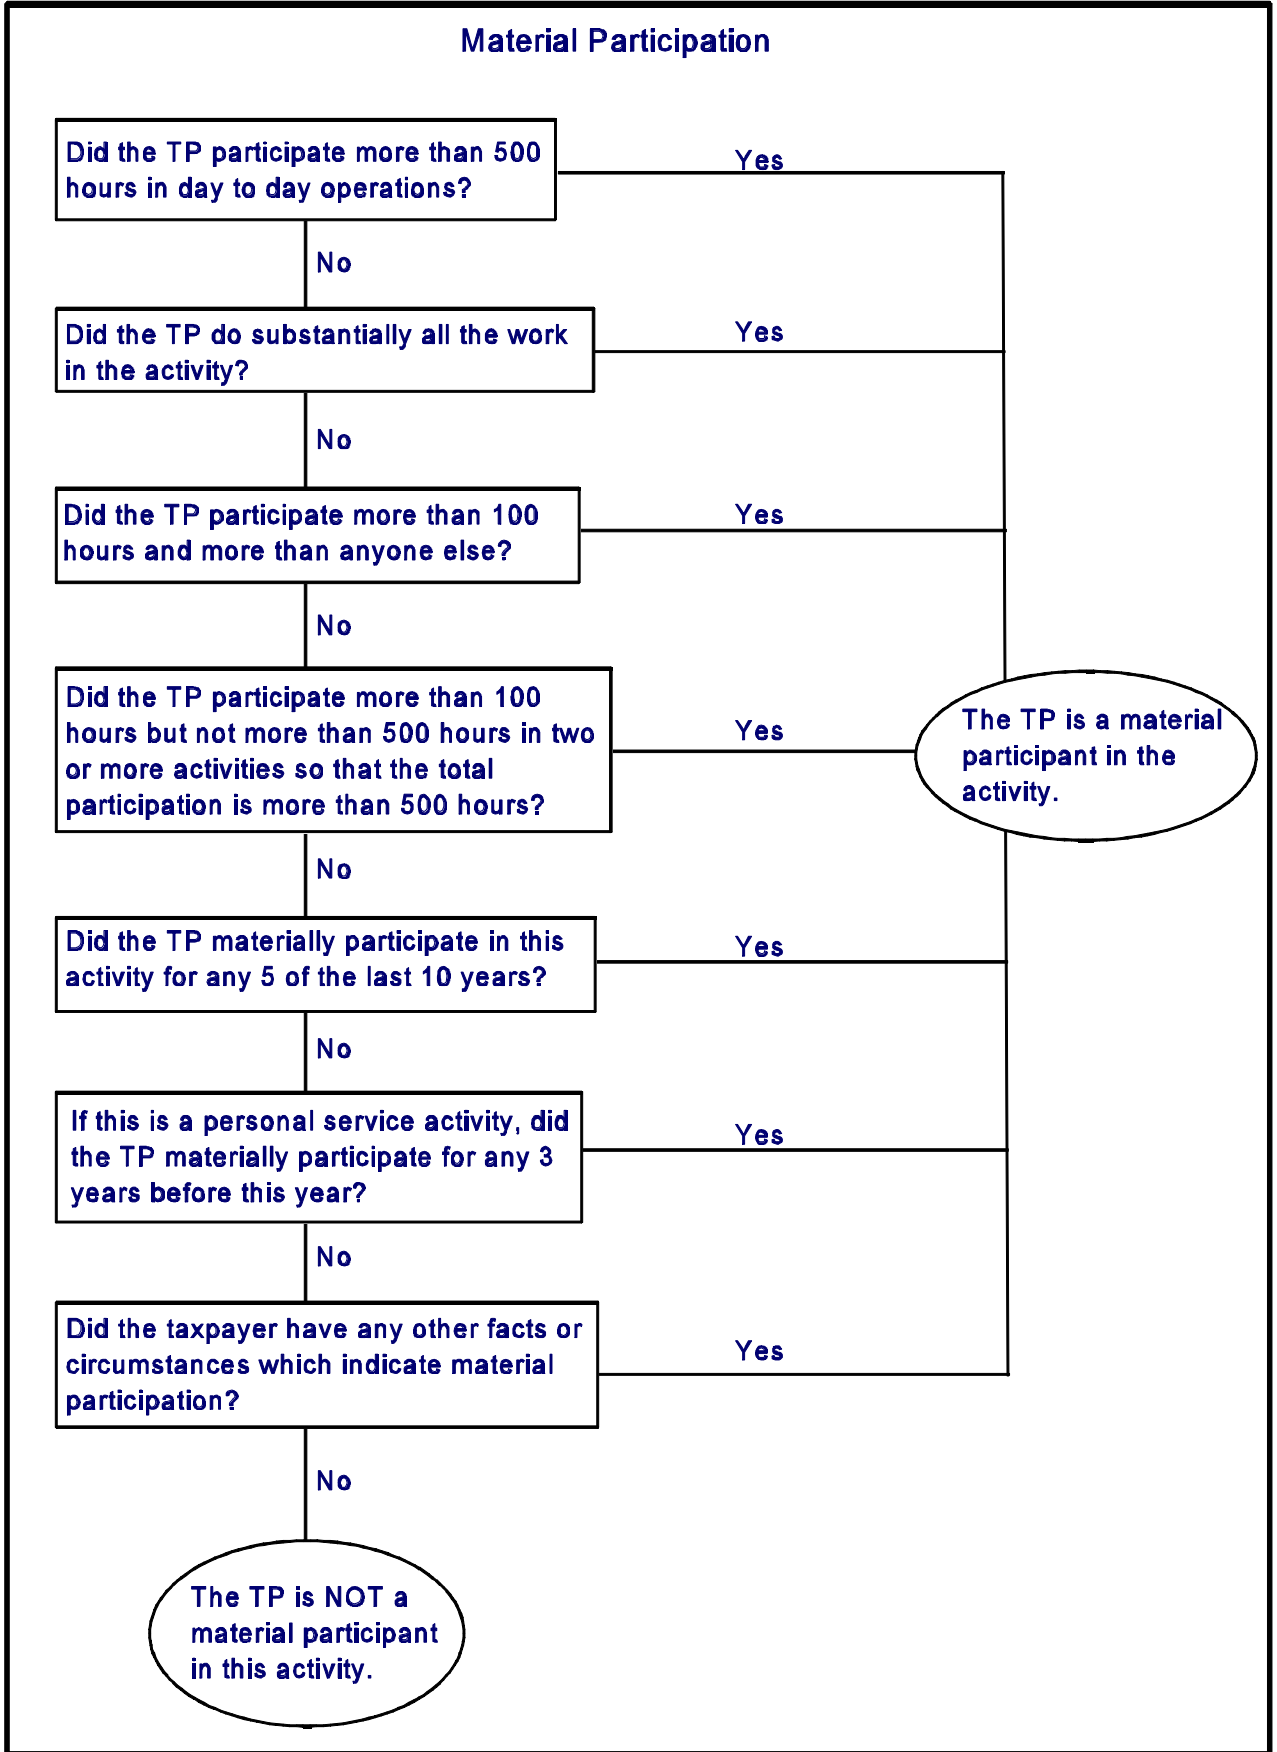 Material Participation
Did the TP participate more than 500
hours in day to day operations?
Yes
No
Did the TP do substantially all the work
in the activity?
Yes
No
Did the TP participate more than 100
hours and more than anyone else?
Yes
No
Did the TP participate more than 100
hours but not more than 500 hours in two
or more activities so that the total
participation is more than 500 hours?
Yes
The TP is a material
participant in the
activity.
No
Did the TP materially participate in this
activity for any 5 of the last 10 years?
Yes
No
If this is a personal service activity, did
the TP materially participate for any 3
years before this year?
Yes
No
Did the taxpayer have any other facts or
circumstances which indicate material
participation?
Yes
No
The TP is NOT a
material participant
in this activity.